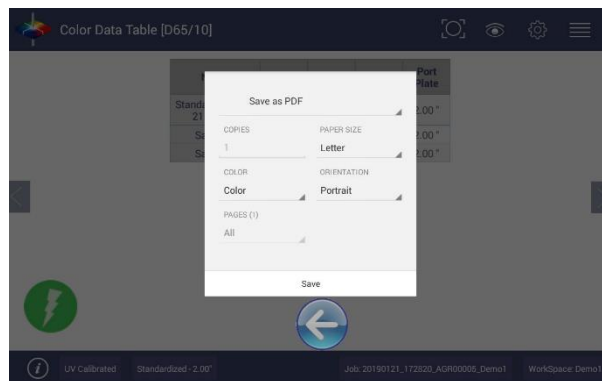 Color Data Table [D65/10]
Port
Plate
Standa
21
2.00 "
Sa
2.00 "
Sa
2.00 "
Save as PDF
COPIES
PAPER SIZE
1
Letter
COLOR
ORIENTATION
Color
Portrait
PAGES (1)
All
Save
i
UV Calibrated
Standardized - 2.00"
Job: 20190121_172820_AGR00005_Demo1
WorkSpace: Demo1